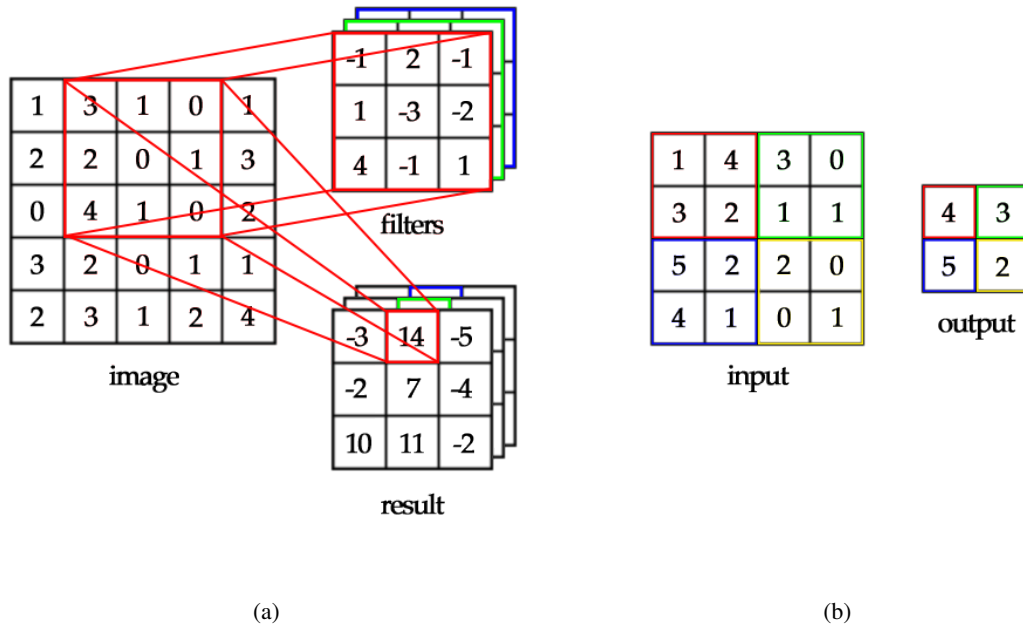 -1 2 -1
1 -3 -2
4 -1 1
filters
1 3 1 0 1
2 2 0 1 3
0 4 1 0 2
3 2 0 1 1
2 3 1 2 4
image
-3 14 -5
-2 7 -4
10 11 -2
result
(a)
1 4 3 0
3 2 1 1
5 2 2 0
4 1 0 1
input
4 3
5 2
output
(b)